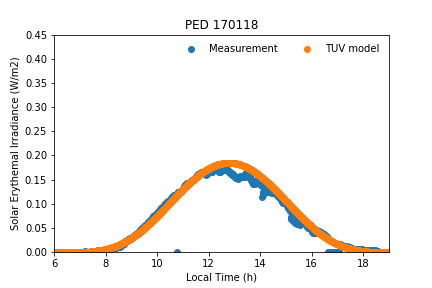 PED 170118
Measurement TUV model
Solar Erythemal Irradiance (W/m2)
0.45
0.40
0.35
0.30
0.25
0.20
0.15
0.10
0.05
0.00
6 8 10 12 14 16 18
Local Time (h)